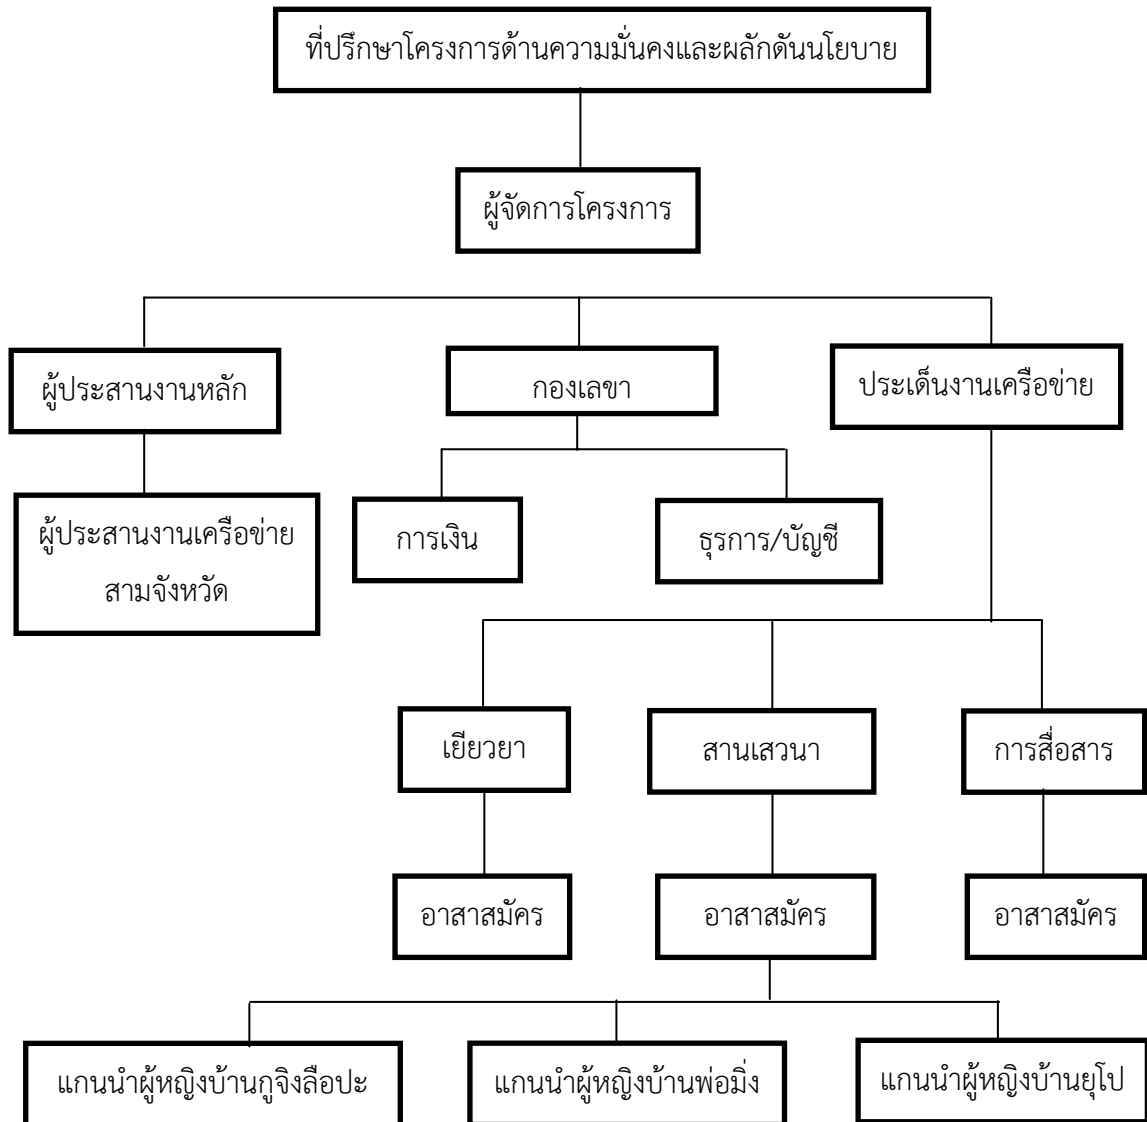 ที่ปรึกษาโครงการด้านความมั่นคงและผลักดันนโยบาย
ผู้จัดการโครงการ
ผู้ประสานงานหลัก
กองเลขา
ประเด็นงานเครือข่าย
ผู้ประสานงานเครือข่าย
สามจังหวัด
การเงิน
ธุรการ/บัญชี
เยียวยา
สานเสวนา
การสื่อสาร
อาสาสมัคร
อาสาสมัคร
อาสาสมัคร
แกนนำผู้หญิงบ้านกูจิงลือปะ
แกนนำผู้หญิงบ้านพ่อมิ่ง
แกนนำผู้หญิงบ้านยุโป